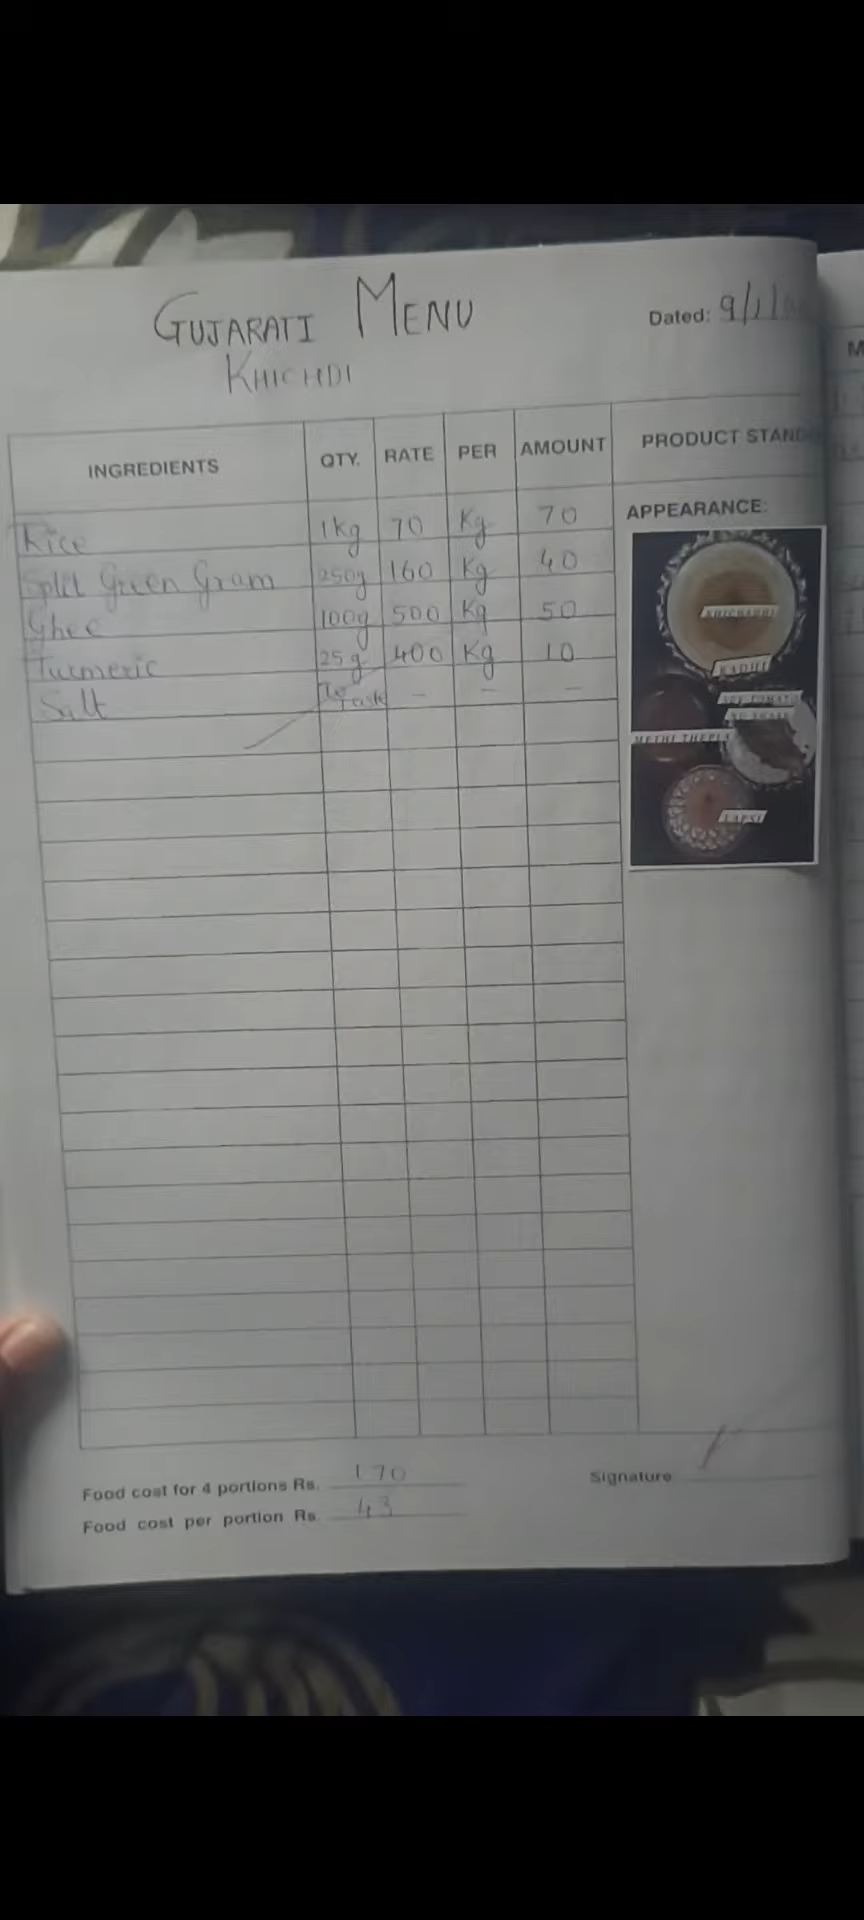 GUJARATI MENU
Dated: 9/1/
KHICHDI
INGREDIENTS QTY. RATE PER AMOUNT PRODUCT STAND
Rice 1kg 70 Kg 70
APPEARANCE:
Split Green Gram 250g 160 Kg 40
Ghee 100g 500 Kg 50
Turmeric 25g 400 Kg 10
Salt To Taste - - -
KADHI
METHI THEPLA
LAPSI
Food cost for 4 portions Rs. 170
Food cost per portion Rs. 43
Signature